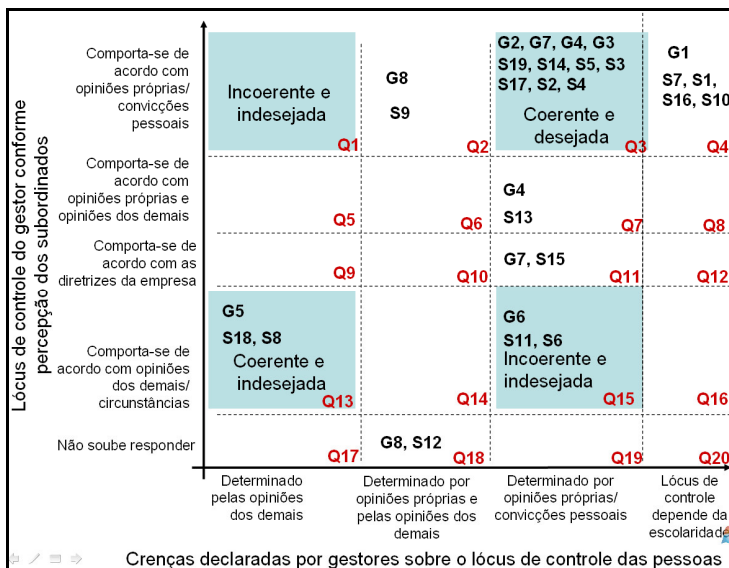 Lócus de controle do gestor conforme
percepção dos subordinados
Comporta-se de
acordo com
opiniões próprias/
convicções
pessoais
Incoerente e
indesejada
Q1
G8
S9
Q2
G2, G7, G4, G3
S19, S14, S5, S3
S17, S2, S4
Coerente e
desejada
Q3
G1
S7, S1,
S16, S10
Q4
Comporta-se de
acordo com
opiniões próprias e
opiniões dos demais
Q5
Q6
G4
S13
Q7
Q8
Comporta-se de
acordo com as
diretrizes da empresa
Q9
Q10
G7, S15
Q11
Q12
Comporta-se de
acordo com opiniões
dos demais/
circunstâncias
G5
S18, S8
Coerente e
indesejada
Q13
Q14
G6
S11, S6
Incoerente e
indesejada
Q15
Q16
Não soube responder
Q17
G8, S12
Q18
Q19
Q20
Determinado
pelas opiniões
dos demais
Determinado por
opiniões próprias e
pelas opiniões dos
demais
Determinado por
opiniões próprias/
convicções pessoais
Lócus de
controle
depende da
escolaridade
Crenças declaradas por gestores sobre o lócus de controle das pessoas